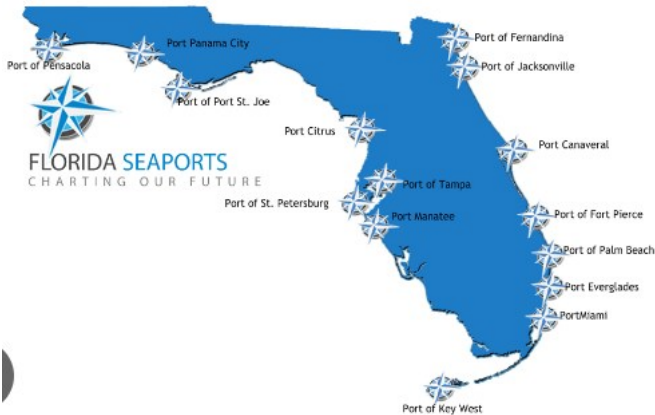 Port of Fernandina
Port Panama City
Port of Pensacola
Port of Jacksonville
Port of Port St. Joe
Port Citrus
Port Canaveral
FLORIDA SEAPORTS
CHARTING OUR FUTURE
Port of Tampa
Port of St. Petersburg
Port Manatee
Port of Fort Pierce
Port of Palm Beach
Port Everglades
PortMiami
Port of Key West